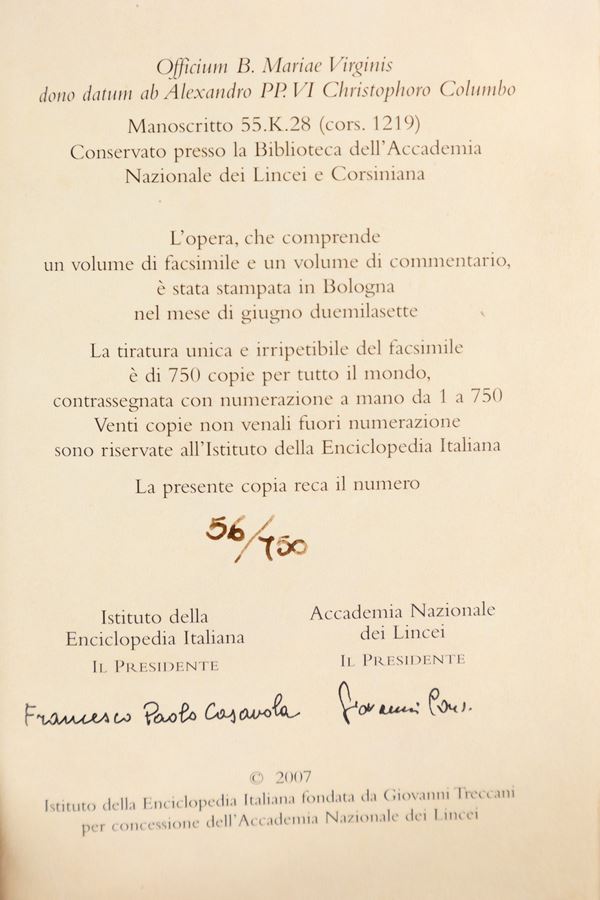 Officium B. Mariae Virginis
dono datum ab Alexandro PP. VI Christophoro Columbo
Manoscritto 55.K.28 (cors. 1219)
Conservato presso la Biblioteca dell'Accademia
Nazionale dei Lincei e Corsiniana
L'opera, che comprende
un volume di facsimile e un volume di commentario,
è stata stampata in Bologna
nel mese di giugno duemilasette
La tiratura unica e irripetibile del facsimile
è di 750 copie per tutto il mondo,
contrassegnata con numerazione a mano da 1 a 750
Venti copie non venali fuori numerazione
sono riservate all'Istituto della Enciclopedia Italiana
La presente copia reca il numero
56/750
Istituto della
Enciclopedia Italiana
IL PRESIDENTE
Francesco Paolo Casavola
Accademia Nazionale
dei Lincei
IL PRESIDENTE
Giovanni
© 2007
Istituto della Enciclopedia Italiana fondata da Giovanni Treccani
per concessione dell'Accademia Nazionale dei Lincei